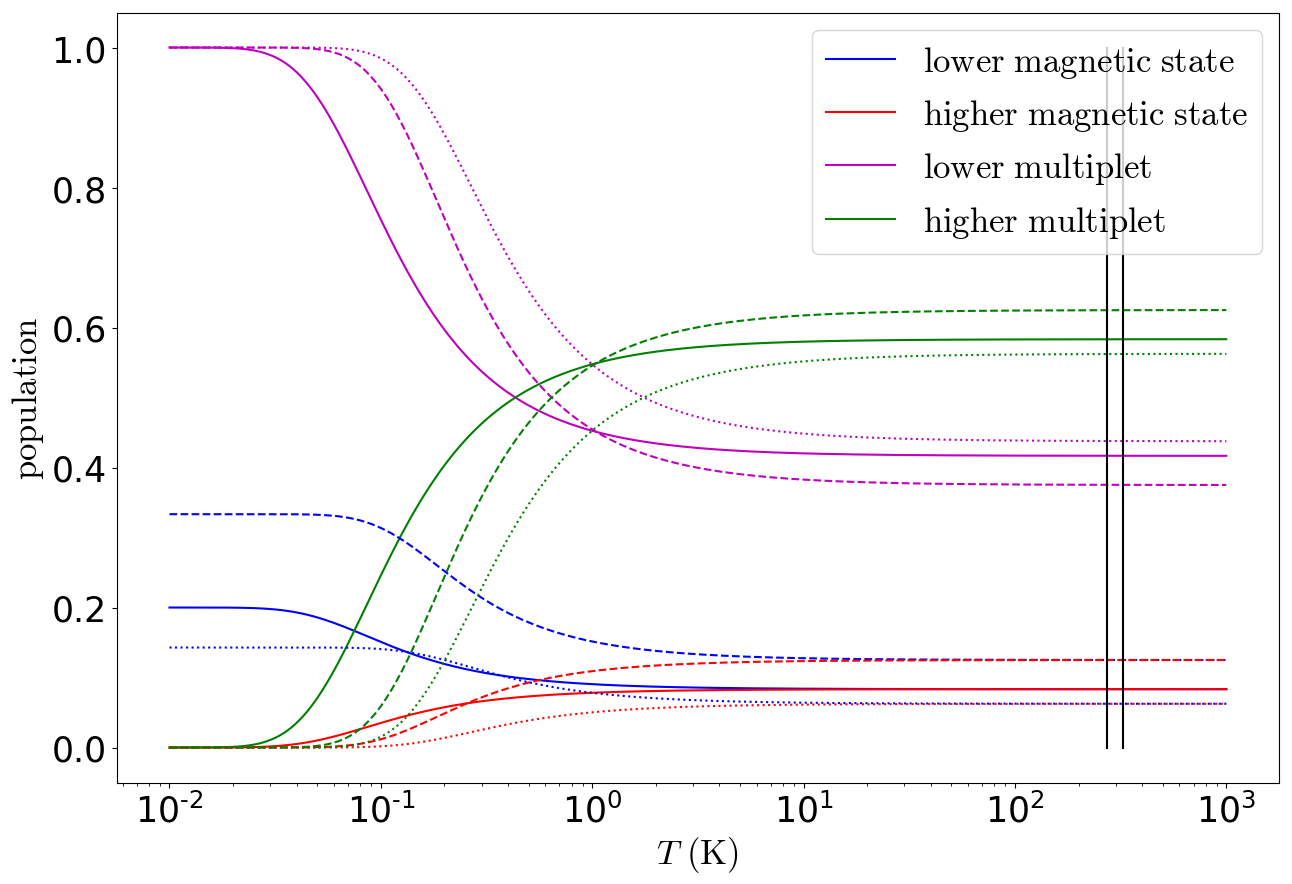 1.0
0.8
0.6
0.4
0.2
0.0
population
lower magnetic state
higher magnetic state
lower multiplet
higher multiplet
10⁻² 10⁻¹ 10⁰ 10¹ 10² 10³
T (K)